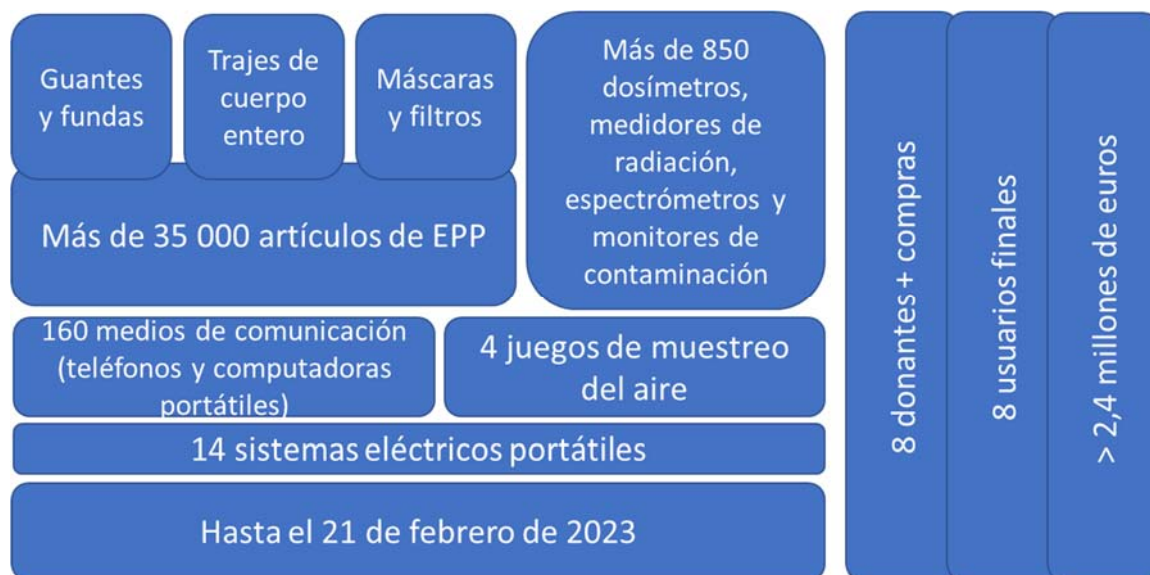 Guantes
y fundas
Trajes de
cuerpo
entero
Máscaras
y filtros
Más de 35 000 artículos de EPP
Más de 850
dosímetros,
medidores de
radiación,
espectrómetros y
monitores de
contaminación
160 medios de comunicación
(teléfonos y computadoras
portátiles)
4 juegos de muestreo
del aire
14 sistemas eléctricos portátiles
Hasta el 21 de febrero de 2023
8 donantes + compras
8 usuarios finales
> 2,4 millones de euros